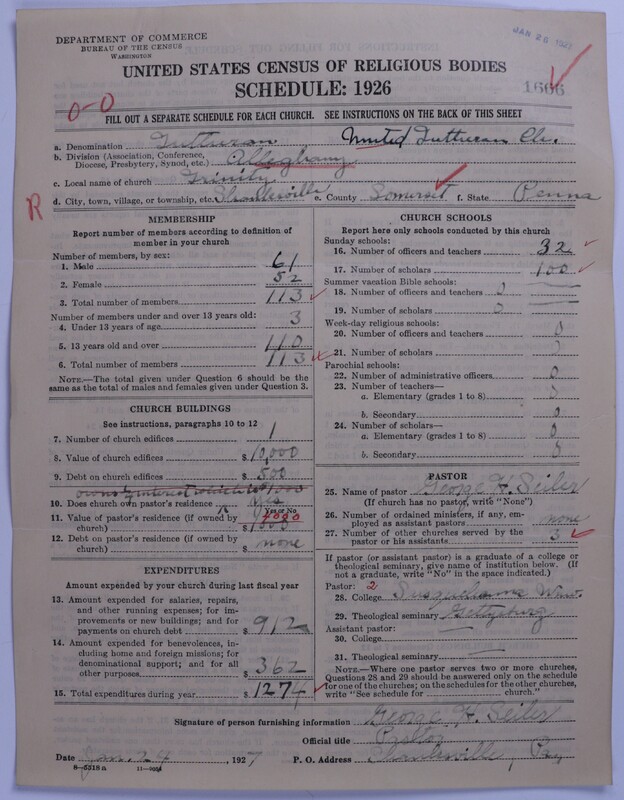 DEPARTMENT OF COMMERCE
BUREAU OF THE CENSUS
WASHINGTON
JAN 26 1927
UNITED STATES CENSUS OF RELIGIOUS BODIES
SCHEDULE: 1926
1666
0-0
FILL OUT A SEPARATE SCHEDULE FOR EACH CHURCH. SEE INSTRUCTIONS ON THE BACK OF THIS SHEET
a. Denomination Lutheran United Lutheran Ch.
b. Division (Association, Conference, Diocese, Presbytery, Synod, etc.) Alleghany
c. Local name of church Trinity
d. City, town, village, or township, etc. e. County Somerset f. State Penna
R
MEMBERSHIP
Report number of members according to definition of member in your church
Number of members, by sex:
1. Male 61
2. Female 52
3. Total number of members 113
Number of members under and over 13 years old:
4. Under 13 years of age 3
5. 13 years old and over 110
6. Total number of members 113
NOTE.—The total given under Question 6 should be the same as the total of males and females given under Question 3.
CHURCH BUILDINGS
See instructions, paragraphs 10 to 12
7. Number of church edifices 1
8. Value of church edifices $10,000
9. Debt on church edifices $500
10. Does church own pastor's residence? Yes
Yes or No
11. Value of pastor's residence (if owned by church) $ 4000
12. Debt on pastor's residence (if owned by church) $ none
EXPENDITURES
Amount expended by your church during last fiscal year
13. Amount expended for salaries, repairs, and other running expenses; for improvements or new buildings; and for payments on church debt $ 912
14. Amount expended for benevolences, including home and foreign missions; for denominational support; and for all other purposes $ 362
15. Total expenditures during year $ 1274
CHURCH SCHOOLS
Report here only schools conducted by this church
Sunday schools:
16. Number of officers and teachers 32
17. Number of scholars 100
Summer vacation Bible schools:
18. Number of officers and teachers 0
19. Number of scholars 0
Week-day religious schools:
20. Number of officers and teachers 0
21. Number of scholars 0
Parochial schools:
22. Number of administrative officers 0
23. Number of teachers—
a. Elementary (grades 1 to 8) 0
b. Secondary 0
24. Number of scholars—
a. Elementary (grades 1 to 8) 0
b. Secondary 0
PASTOR
25. Name of pastor George H. Seiler
(If church has no pastor, write "None")
26. Number of ordained ministers, if any, employed as assistant pastors none
27. Number of other churches served by the pastor or his assistants 3
If pastor (or assistant pastor) is a graduate of a college or theological seminary, give name of institution below. (If not a graduate, write "No" in the space indicated.)
Pastor: 2
28. College Susquehanna
29. Theological seminary Gettysburg
Assistant pastor:
30. College
31. Theological seminary
NOTE.—Where one pastor serves two or more churches, Questions 28 and 29 should be answered only on the schedule for one of the churches; on the schedules for the other churches, write "See schedule for church."
Signature of person furnishing information George H. Seiler
Official title Pastor
Date Jan. 24, 1927 P. O. Address
8-5318a 11-9024